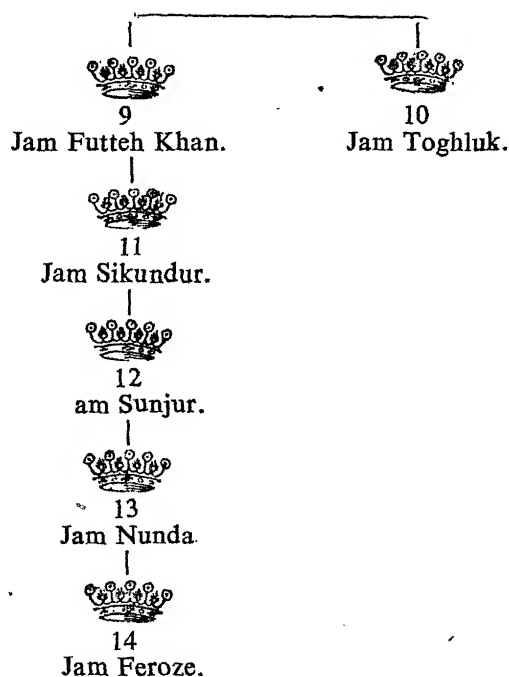 9
Jam Futteh Khan.
10
Jam Toghluk.
11
Jam Sikundur.
12
am Sunjur.
13
Jam Nunda
14
Jam Feroze.